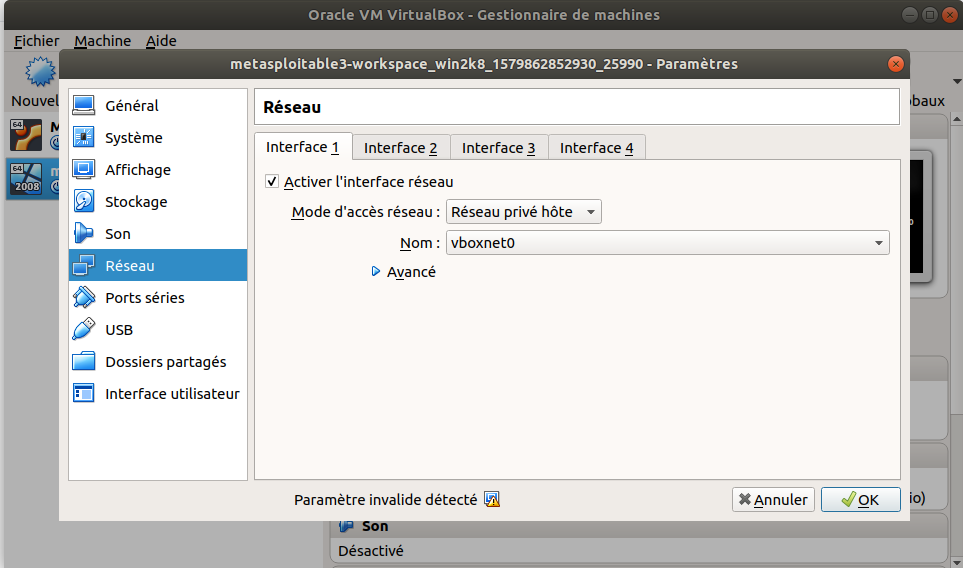 Oracle VM VirtualBox - Gestionnaire de machines
Fichier Machine Aide
metasploitable3-workspace_win2k8_1579862852930_25990 - Paramètres
Nouvel
obaux
Général
Système
Affichage
Stockage
Son
Réseau
Ports séries
USB
Dossiers partagés
Interface utilisateur
Réseau
Interface 1 Interface 2 Interface 3 Interface 4
Activer l'interface réseau
Mode d'accès réseau : Réseau privé hôte
Nom : vboxnet0
Avancé
64
M
64
2008
m
Paramètre invalide détecté
Annuler OK
io)
Son
Désactivé